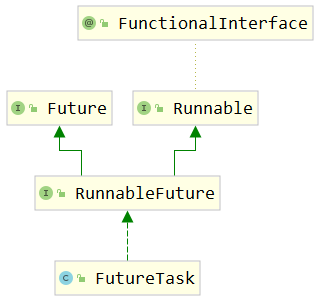 @ FunctionalInterface
I Future
I Runnable
I RunnableFuture
C FutureTask